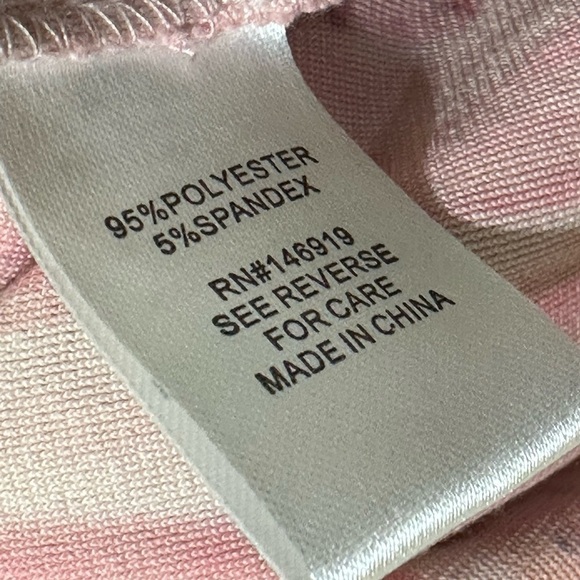 95%POLYESTER
5%SPANDEX
RN#146919
SEE REVERSE
FOR CARE
MADE IN CHINA